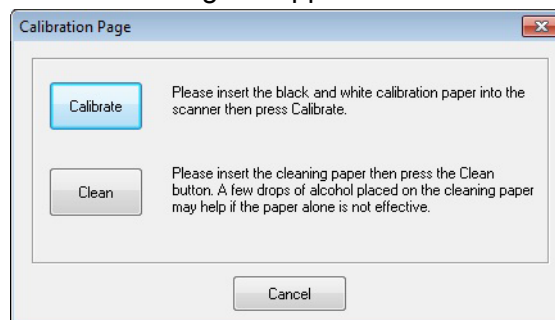 Calibration Page
Calibrate
Please insert the black and white calibration paper into the
scanner then press Calibrate.
Clean
Please insert the cleaning paper then press the Clean
button. A few drops of alcohol placed on the cleaning paper
may help if the paper alone is not effective.
Cancel